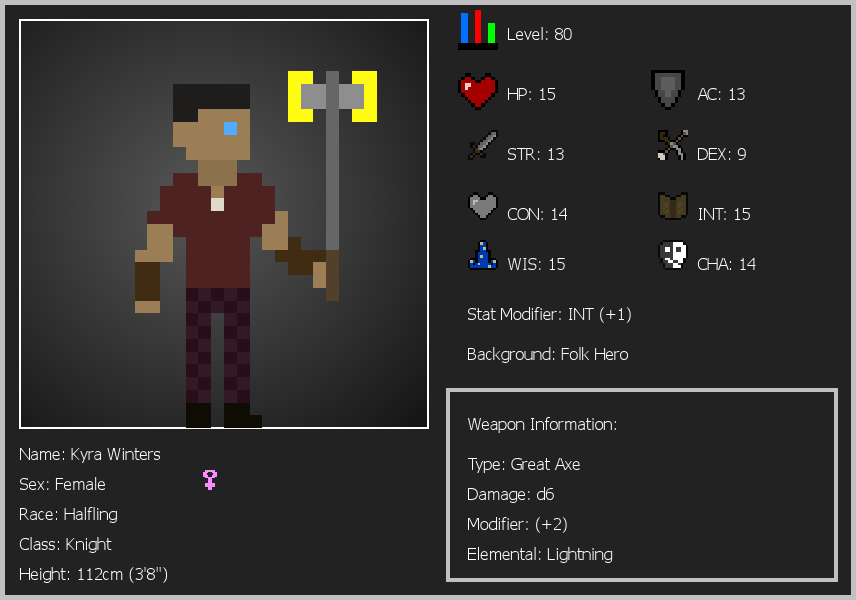 Level: 80
HP: 15
AC: 13
STR: 13
DEX: 9
CON: 14
INT: 15
WIS: 15
CHA: 14
Stat Modifier: INT (+1)
Background: Folk Hero
Weapon Information:
Type: Great Axe
Damage: d6
Modifier: (+2)
Elemental: Lightning
Name: Kyra Winters
Sex: Female
Race: Halfling
Class: Knight
Height: 112cm (3'8")